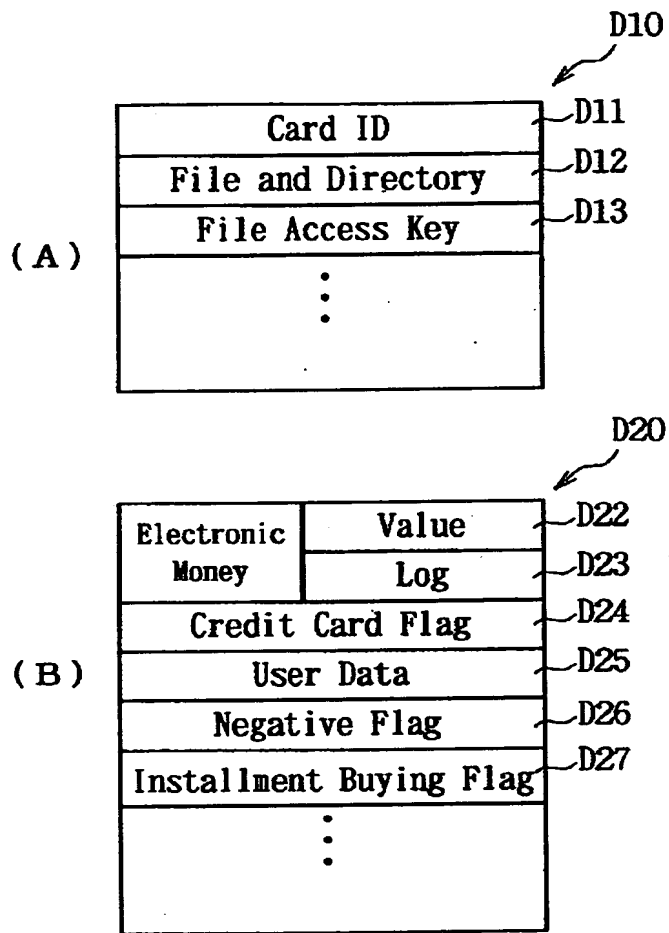 D10
Card ID D11
File and Directory D12
File Access Key D13
(A)
D20
Electronic Money
Value D22
Log D23
Credit Card Flag D24
User Data D25
(B)
Negative Flag D26
Installment Buying Flag D27